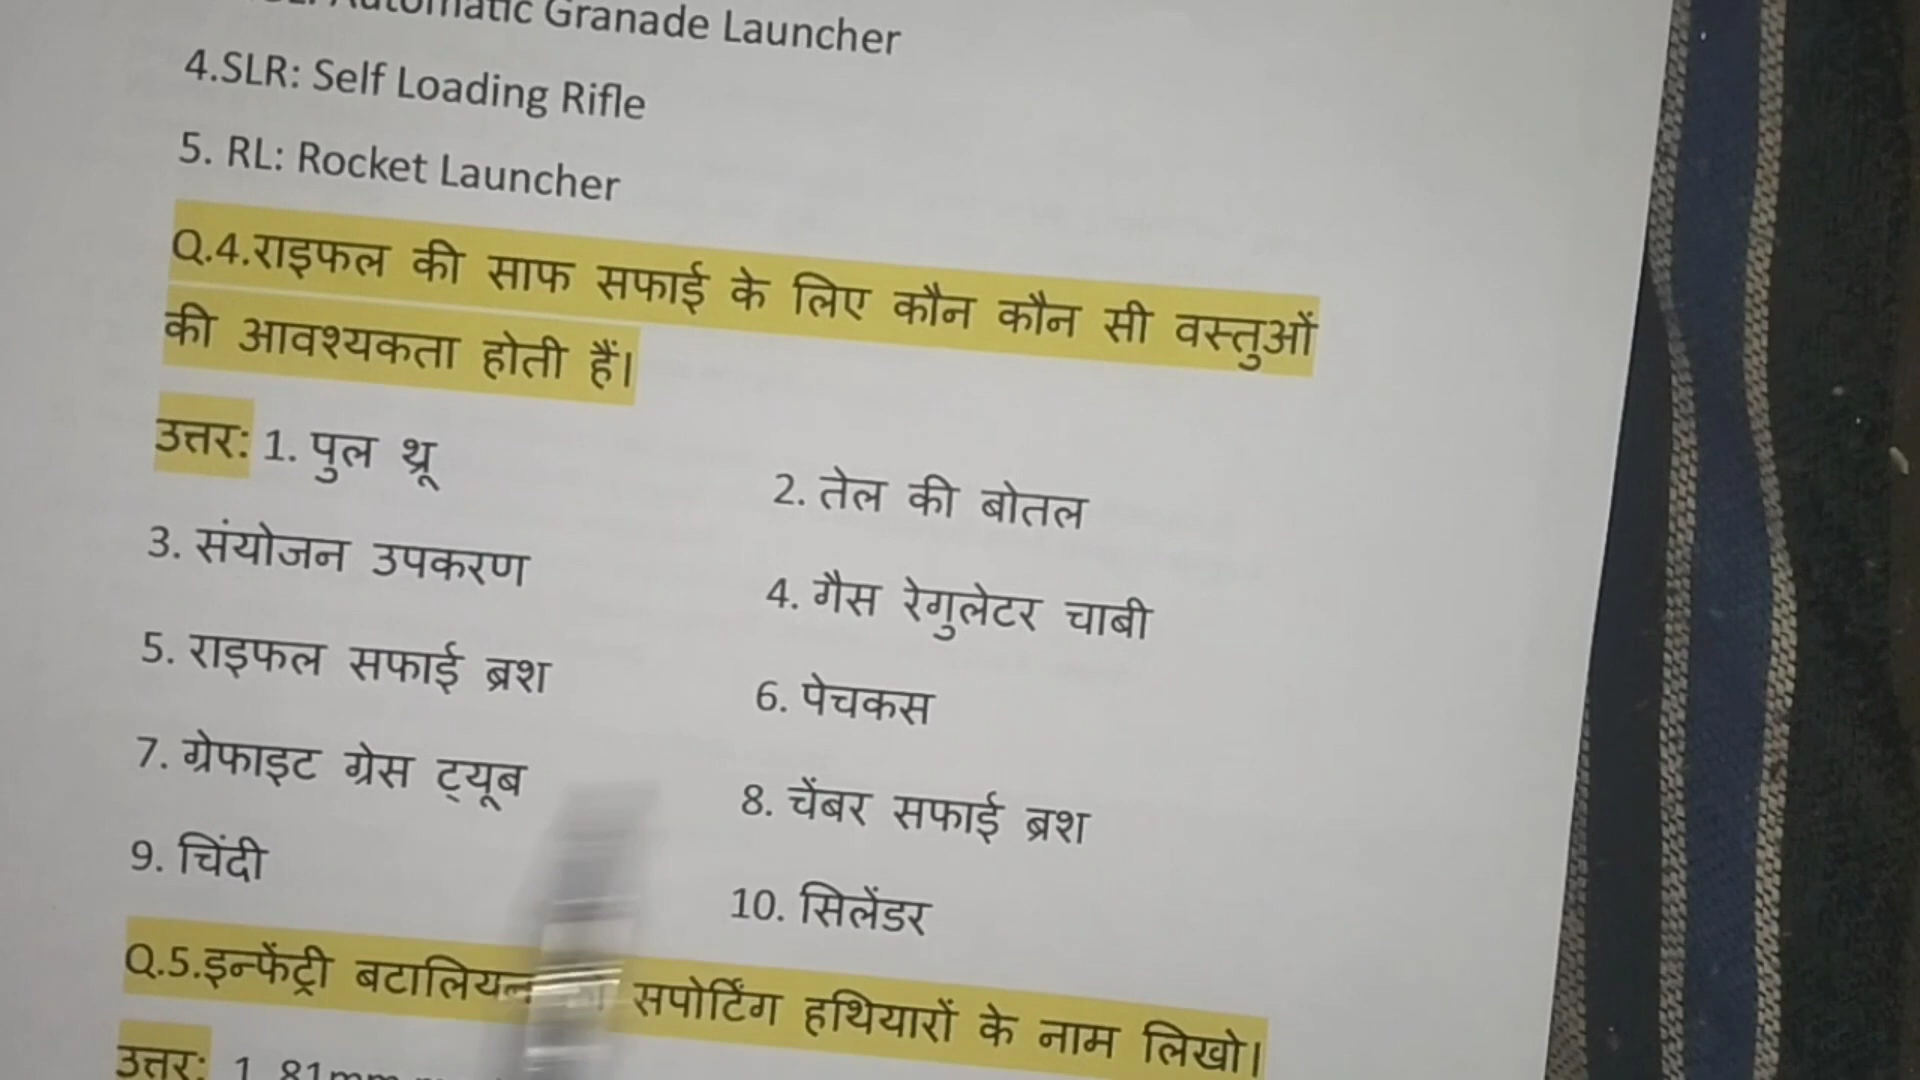 Automatic Granade Launcher
4.SLR: Self Loading Rifle
5. RL: Rocket Launcher
Q.4.राइफल की साफ सफाई के लिए कौन कौन सी वस्तुओं
की आवश्यकता होती हैं।
उत्तर: 1. पुल थ्रू 2. तेल की बोतल
3. संयोजन उपकरण 4. गैस रेगुलेटर चाबी
5. राइफल सफाई ब्रश 6. पेचकस
7. ग्रेफाइट ग्रेस ट्यूब 8. चेंबर सफाई ब्रश
9. चिंदी 10. सिलेंडर
Q.5.इन्फेंट्री बटालियन सपोर्टिंग हथियारों के नाम लिखो।
उत्तर: 1 81mm